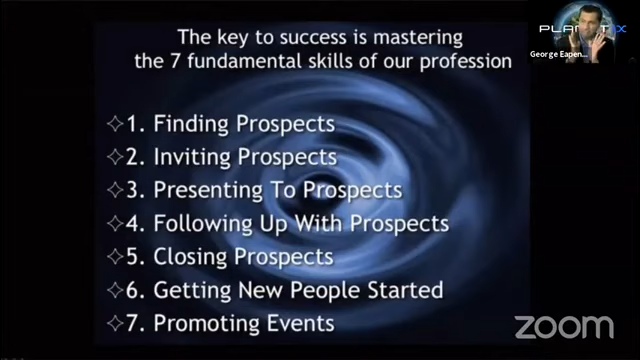 The key to success is mastering
the 7 fundamental skills of our profession
1. Finding Prospects
2. Inviting Prospects
3. Presenting To Prospects
4. Following Up With Prospects
5. Closing Prospects
6. Getting New People Started
7. Promoting Events
George Eapen...
zoom